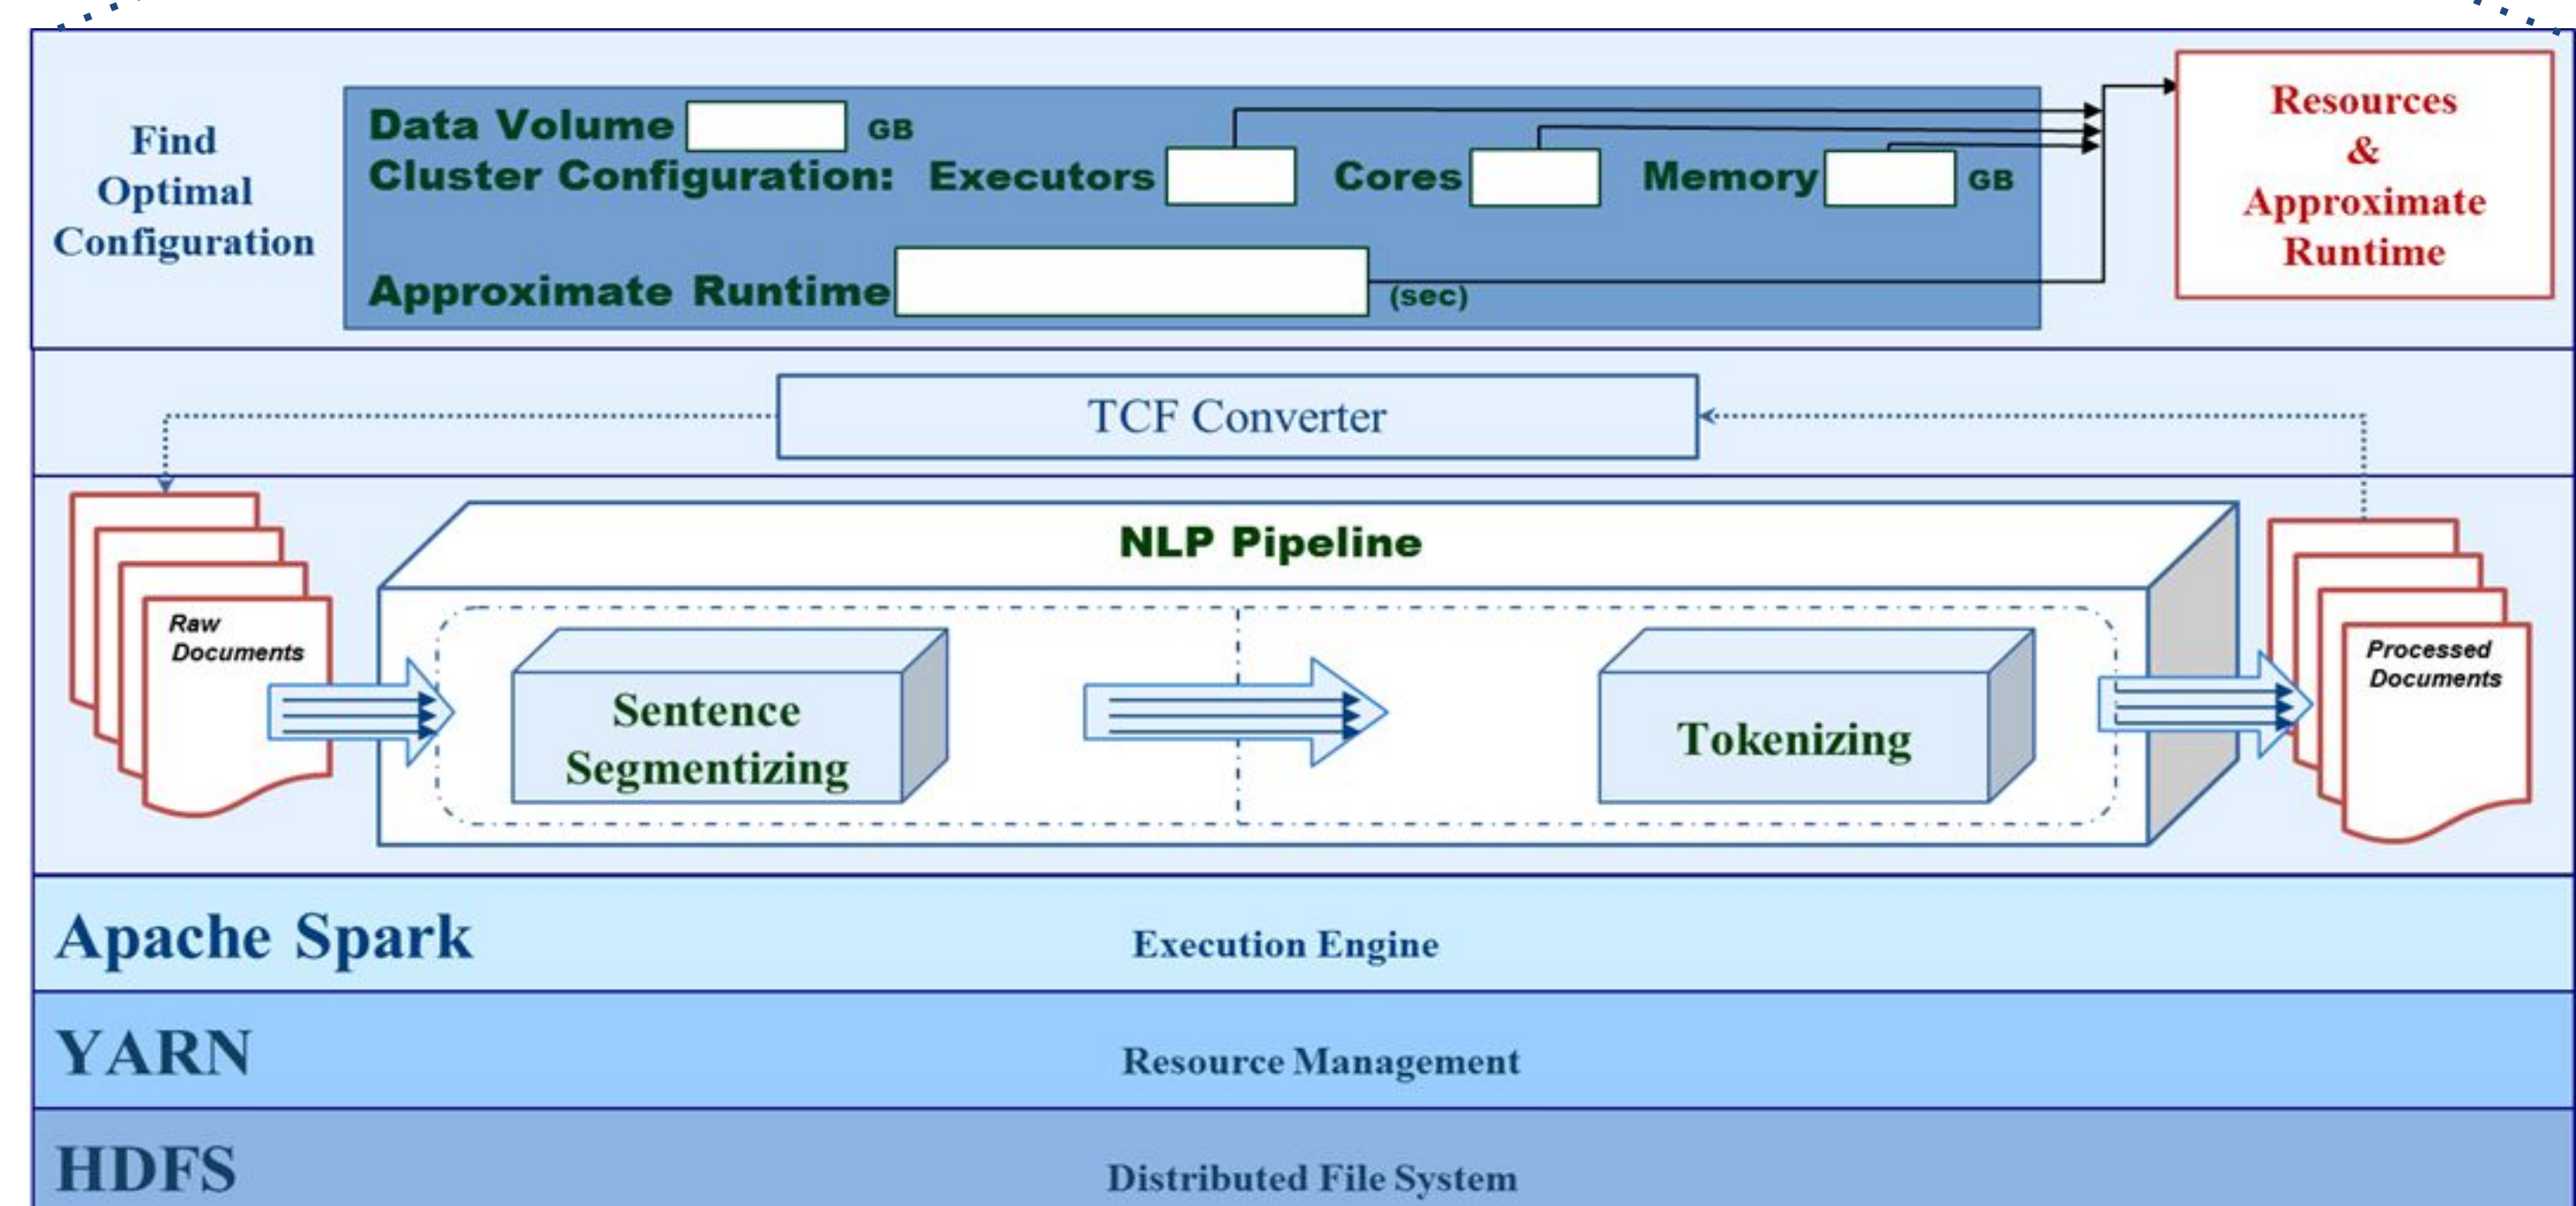 Find
Optimal
Configuration
Data Volume GB
Cluster Configuration: Executors Cores Memory GB
Approximate Runtime (sec)
Resources
&
Approximate
Runtime
TCF Converter
NLP Pipeline
Raw
Documents
Sentence
Segmentizing
Tokenizing
Processed
Documents
Apache Spark Execution Engine
YARN Resource Management
HDFS Distributed File System